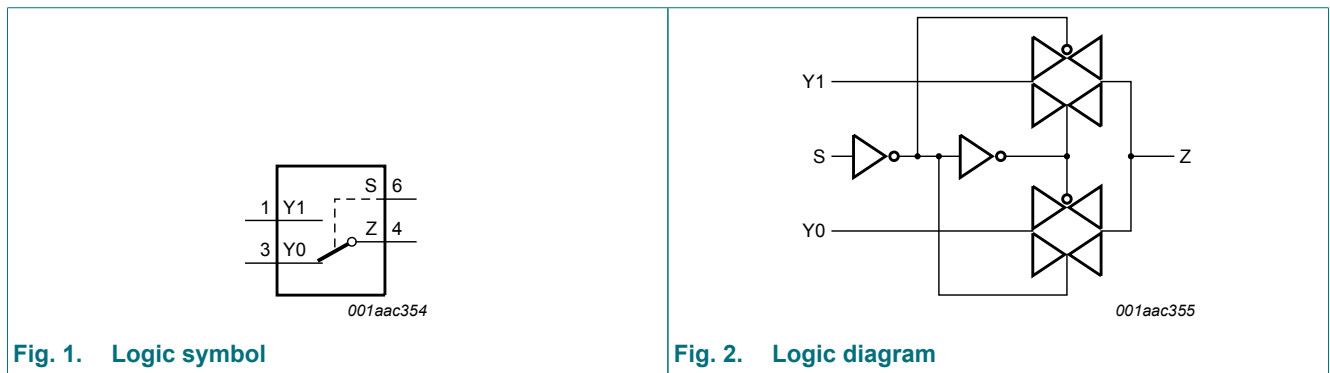 S 6
1 Y1
Z 4
3 Y0
001aac354
Fig. 1. Logic symbol
Y1
S
Z
Y0
001aac355
Fig. 2. Logic diagram